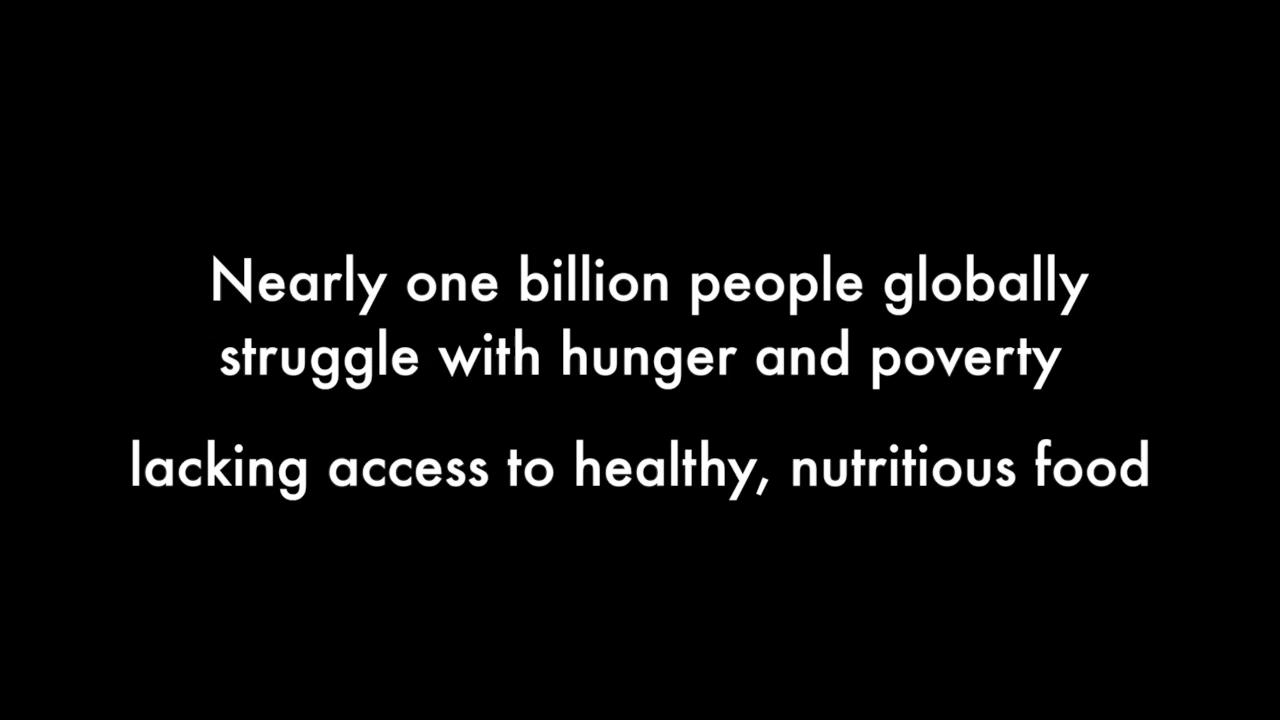 Nearly one billion people globally
struggle with hunger and poverty
lacking access to healthy, nutritious food